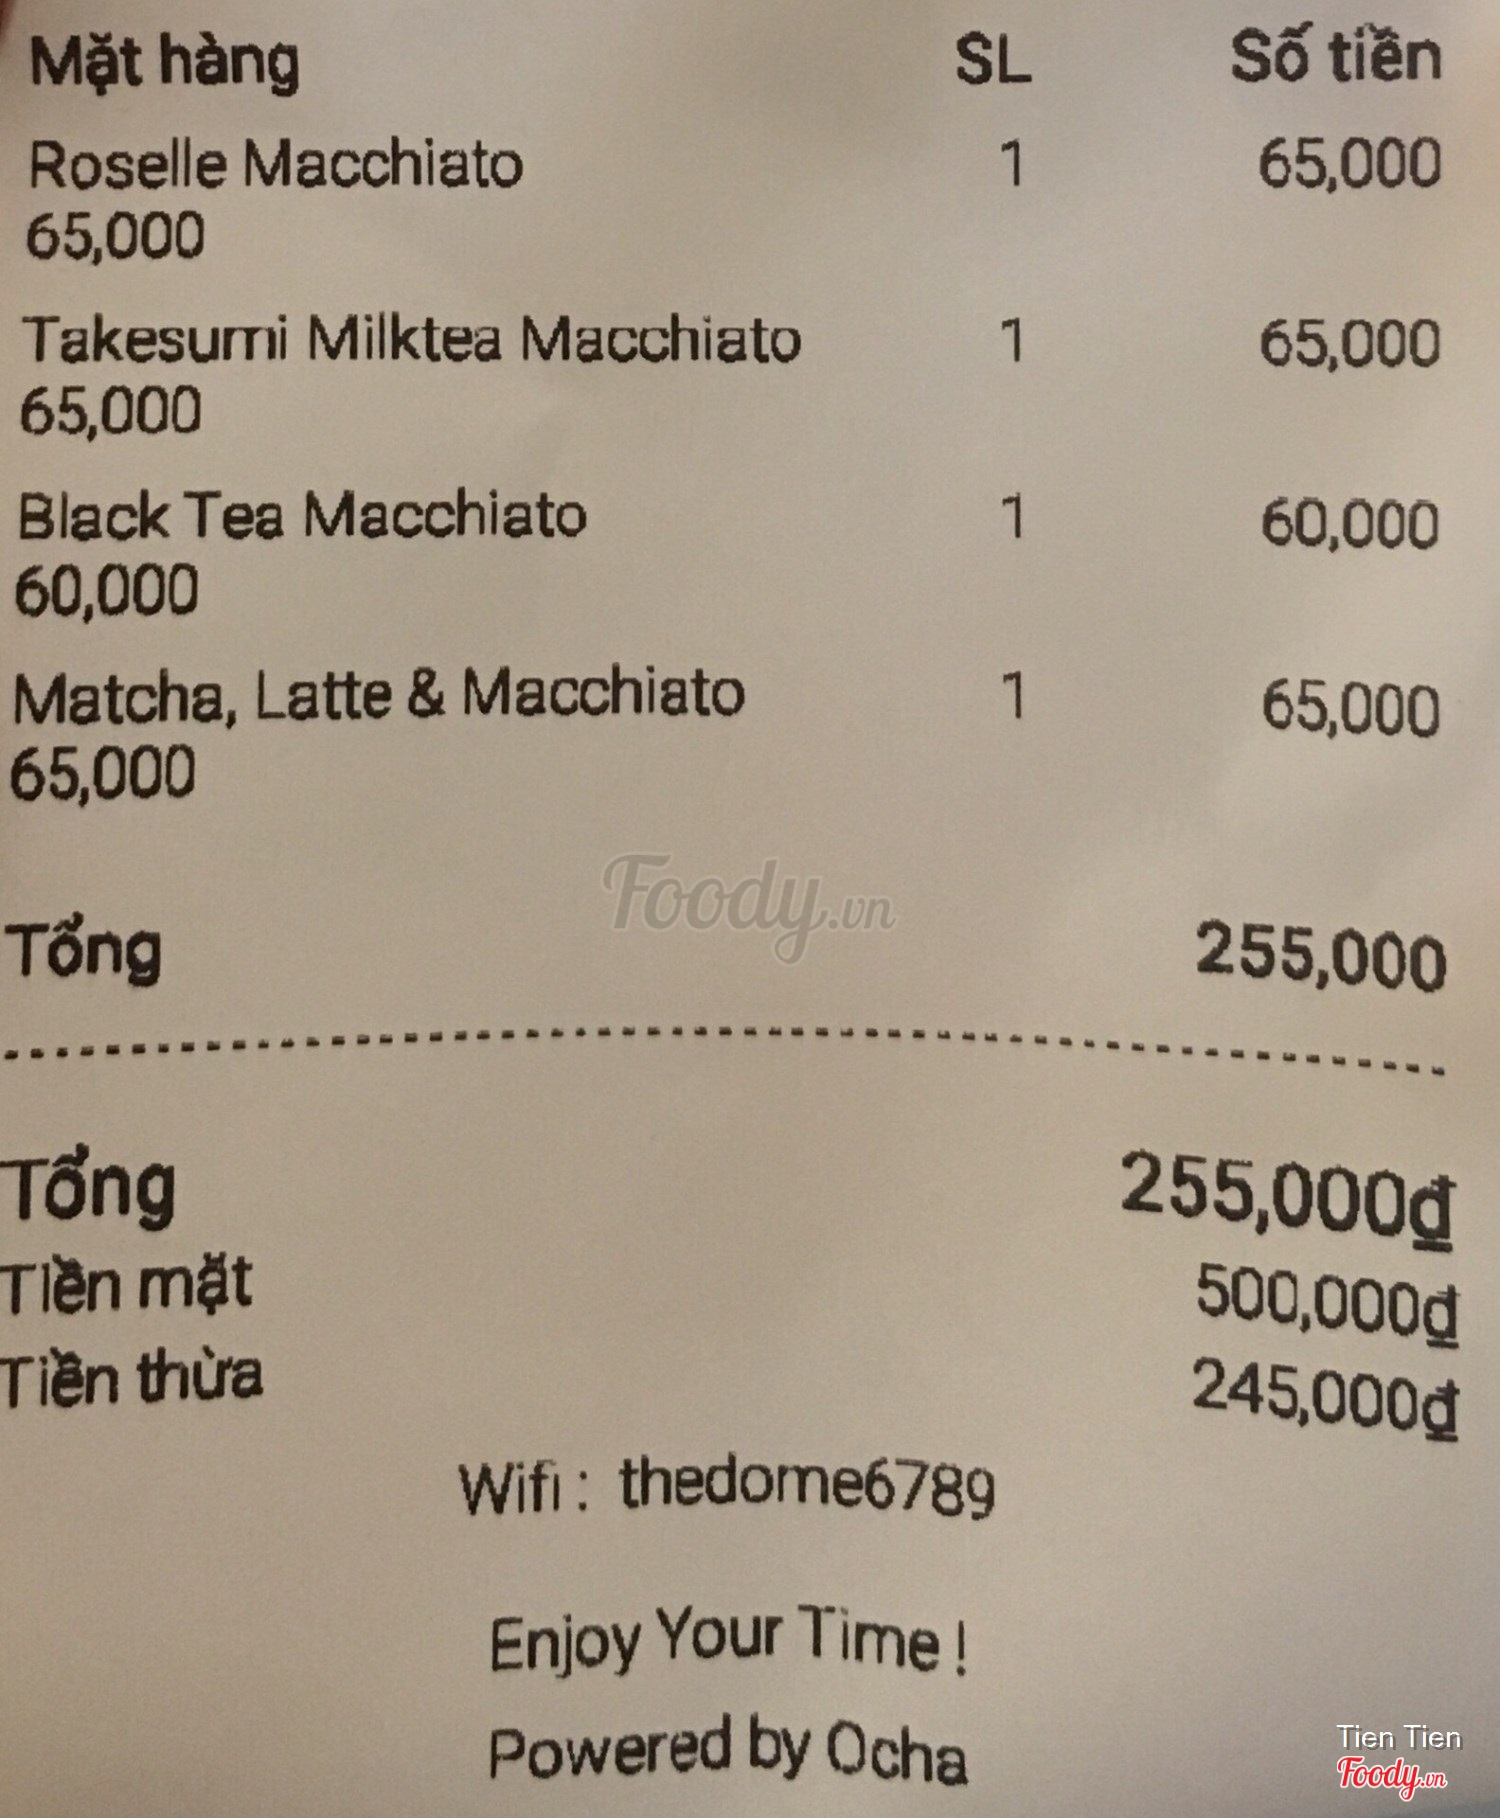 Mặt hàng SL Số tiền
Roselle Macchiato 1 65,000
65,000
Takesumi Milktea Macchiato 1 65,000
65,000
Black Tea Macchiato 1 60,000
60,000
Matcha, Latte & Macchiato 1 65,000
65,000
Foody.vn
Tổng 255,000
Tổng 255,000đ
Tiền mặt 500,000đ
Tiền thừa 245,000đ
Wifi : thedome6789
Enjoy Your Time !
Powered by Ocha
Tien Tien
Foody.vn